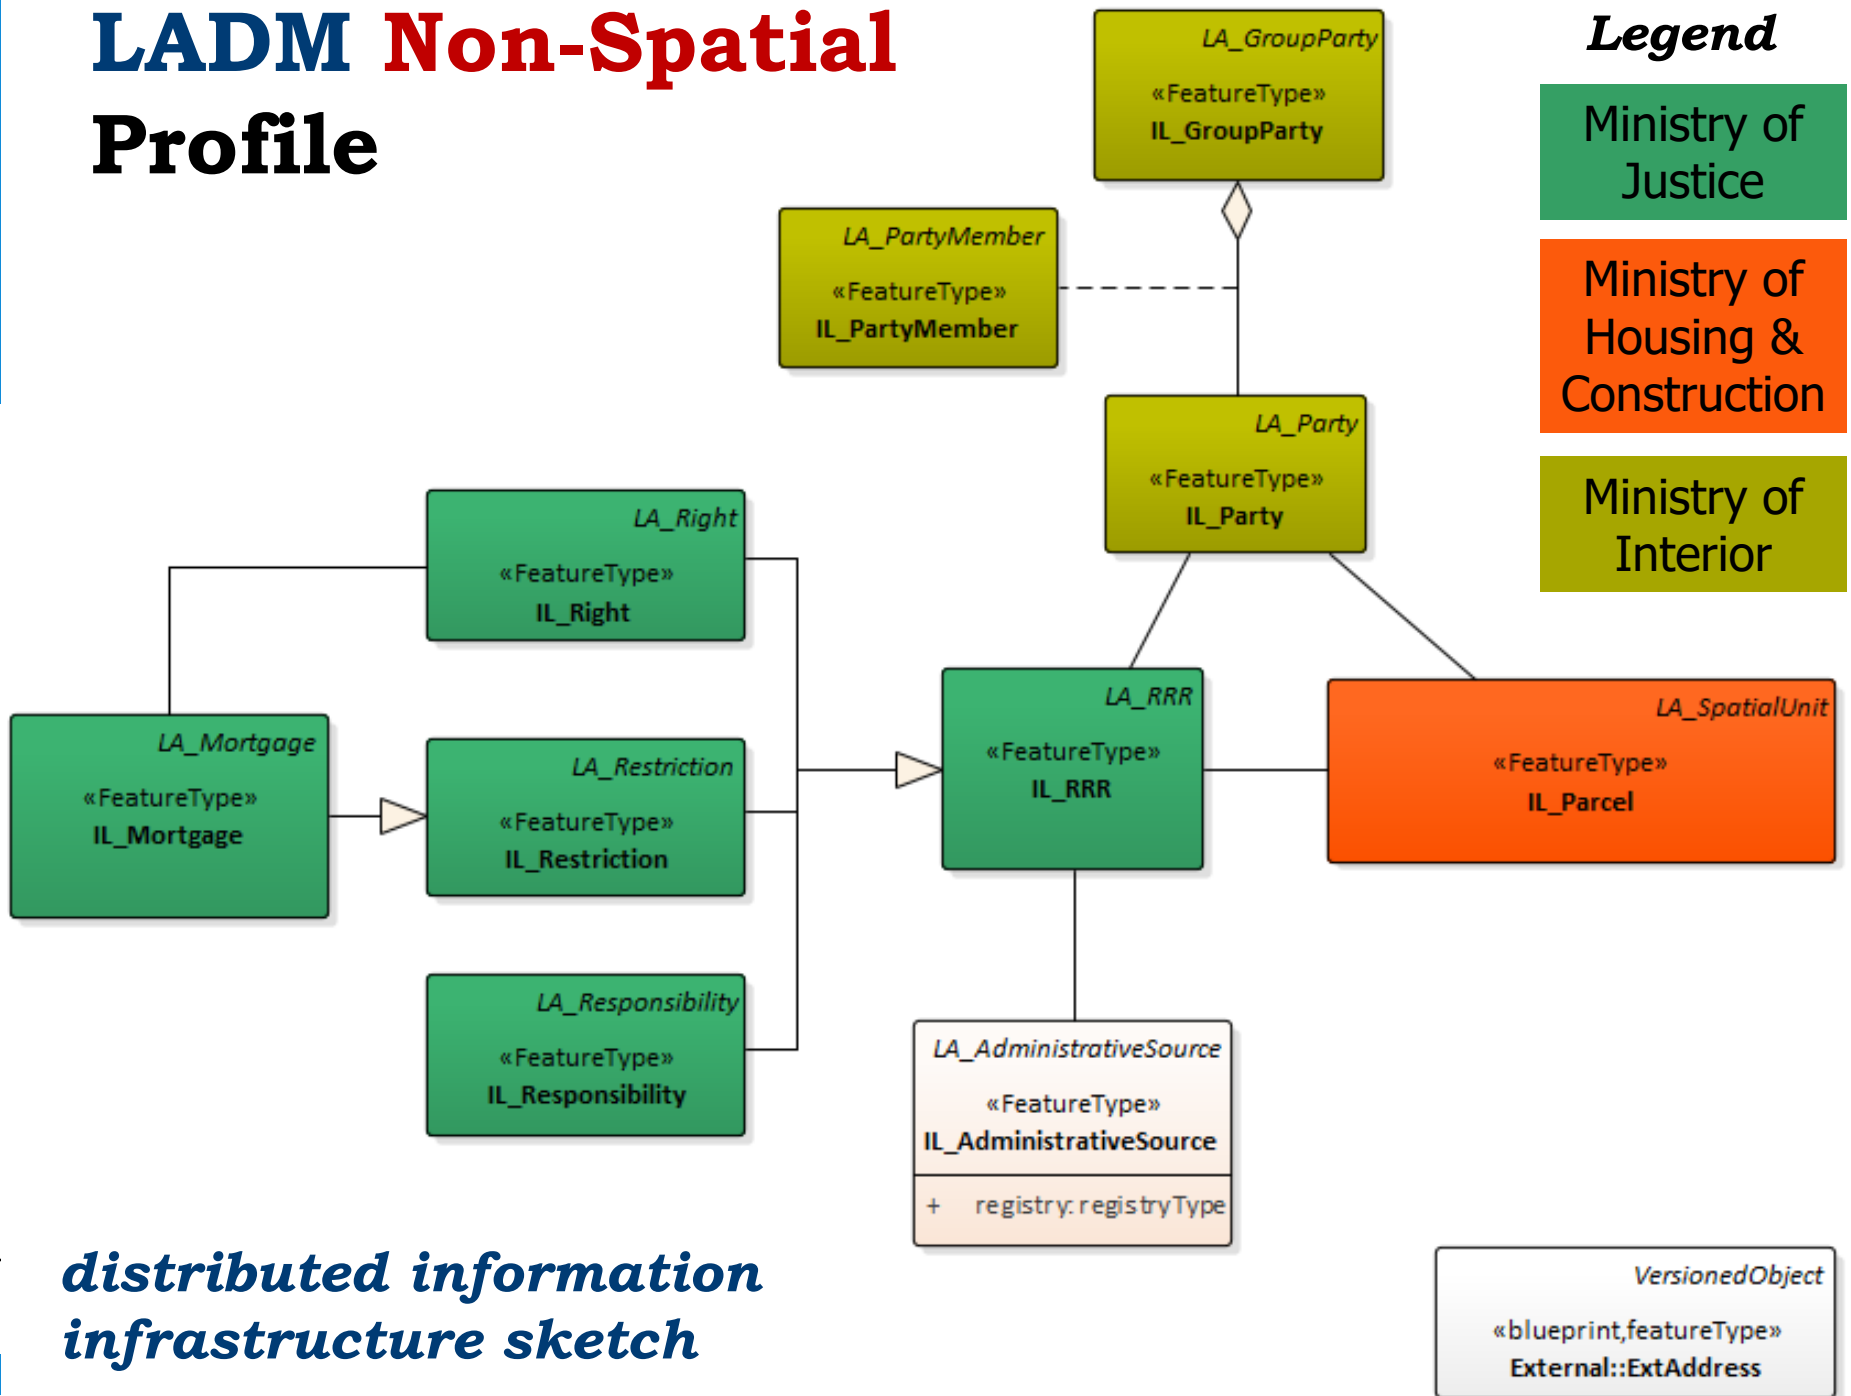 LADM Non-Spatial
Profile
Legend
Ministry of
Justice
Ministry of
Housing &
Construction
Ministry of
Interior
LA_GroupParty
«FeatureType»
IL_GroupParty
LA_PartyMember
«FeatureType»
IL_PartyMember
LA_Party
«FeatureType»
IL_Party
LA_Right
«FeatureType»
IL_Right
LA_Mortgage
«FeatureType»
IL_Mortgage
LA_Restriction
«FeatureType»
IL_Restriction
LA_RRR
«FeatureType»
IL_RRR
LA_SpatialUnit
«FeatureType»
IL_Parcel
LA_Responsibility
«FeatureType»
IL_Responsibility
LA_AdministrativeSource
«FeatureType»
IL_AdministrativeSource
+ registry: registryType
distributed information
infrastructure sketch
VersionedObject
«blueprint,featureType»
External::ExtAddress